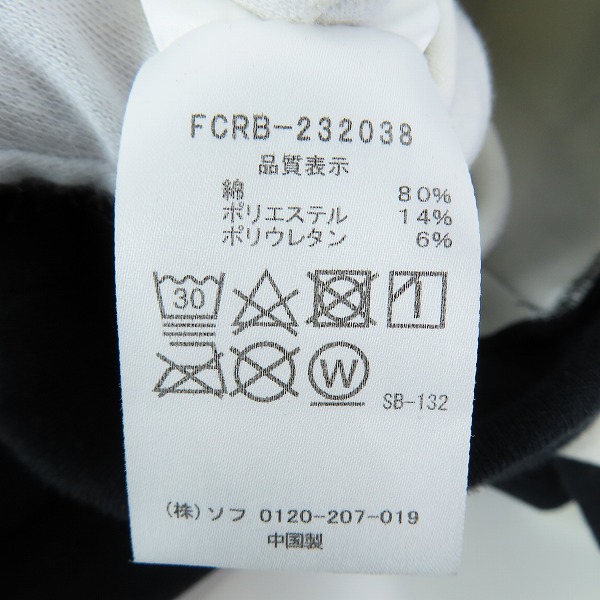 FCRB-232038
品質表示
綿 80%
ポリエステル 14%
ポリウレタン 6%
30
W
SB-132
(株)ソフ 0120-207-019
中国製